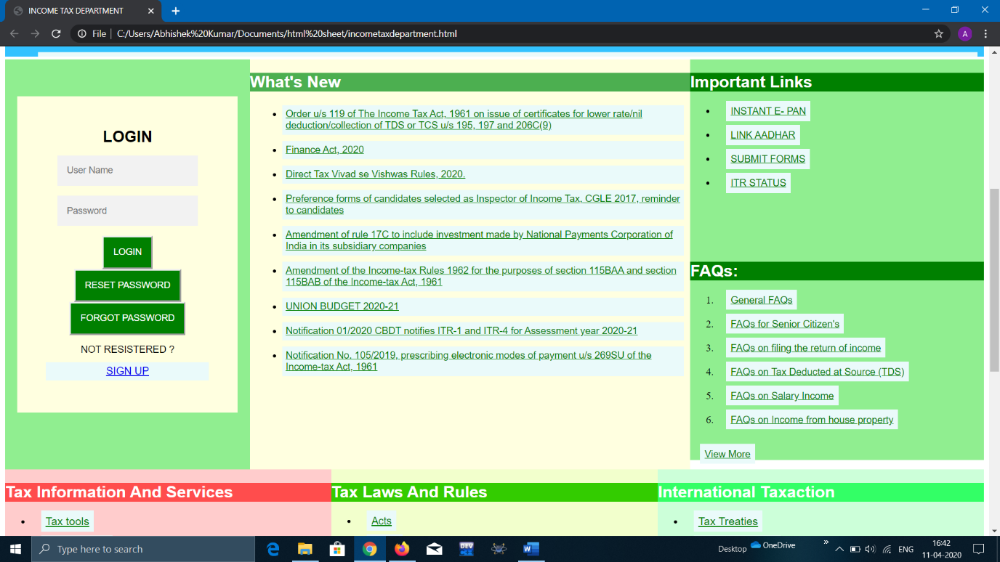 INCOME TAX DEPARTMENT
File | C:/Users/Abhishek%20Kumar/Documents/html%20sheet/incometaxdepartment.html
A
LOGIN
User Name
Password
LOGIN
RESET PASSWORD
FORGOT PASSWORD
NOT RESISTERED ?
SIGN UP
What's New
Order u/s 119 of The Income Tax Act, 1961 on issue of certificates for lower rate/nil
deduction/collection of TDS or TCS u/s 195, 197 and 206C(9)
Finance Act, 2020
Direct Tax Vivad se Vishwas Rules, 2020.
Preference forms of candidates selected as Inspector of Income Tax, CGLE 2017, reminder
to candidates
Amendment of rule 17C to include investment made by National Payments Corporation of
India in its subsidiary companies
Amendment of the Income-tax Rules 1962 for the purposes of section 115BAA and section
115BAB of the Income-tax Act, 1961
UNION BUDGET 2020-21
Notification 01/2020 CBDT notifies ITR-1 and ITR-4 for Assessment year 2020-21
Notification No. 105/2019, prescribing electronic modes of payment u/s 269SU of the
Income-tax Act, 1961
Important Links
INSTANT E- PAN
LINK AADHAR
SUBMIT FORMS
ITR STATUS
FAQs:
1. General FAQs
2. FAQs for Senior Citizen's
3. FAQs on filing the return of income
4. FAQs on Tax Deducted at Source (TDS)
5. FAQs on Salary Income
6. FAQs on Income from house property
View More
Tax Information And Services
Tax tools
Tax Laws And Rules
Acts
International Taxaction
Tax Treaties
Type here to search
DEV
W
Desktop
OneDrive
ENG
16:42
11-04-2020